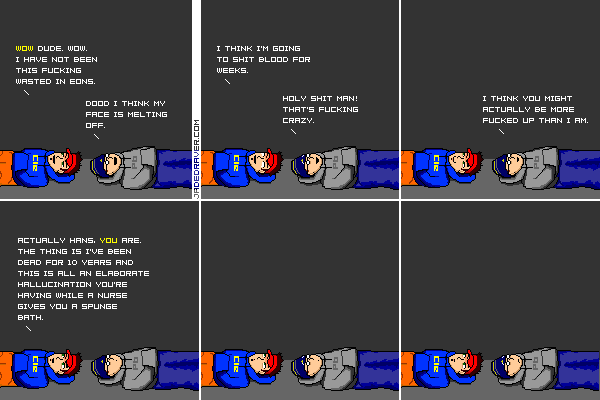 WOW DUDE. WOW.
I HAVE NOT BEEN
THIS FUCKING
WASTED IN EONS.
DOOD I THINK MY
FACE IS MELTING
OFF.
JADEDRAVER.COM
I THINK I'M GOING
TO SHIT BLOOD FOR
WEEKS.
HOLY SHIT MAN!
THAT'S FUCKING
CRAZY.
I THINK YOU MIGHT
ACTUALLY BE MORE
FUCKED UP THAN I AM.
ACTUALLY HANS, YOU ARE.
THE THING IS I'VE BEEN
DEAD FOR 10 YEARS AND
THIS IS ALL AN ELABORATE
HALLUCINATION YOU'RE
HAVING WHILE A NURSE
GIVES YOU A SPUNGE
BATH.